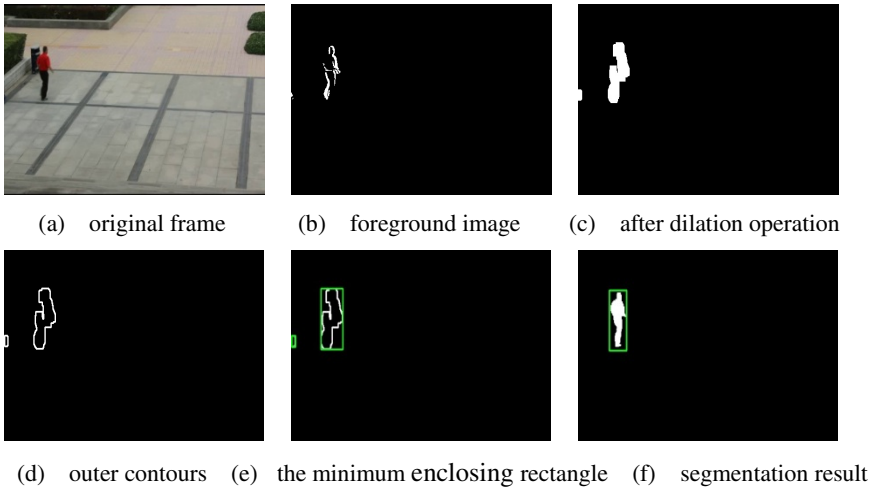 (a) original frame (b) foreground image (c) after dilation operation
(d) outer contours (e) the minimum enclosing rectangle (f) segmentation result